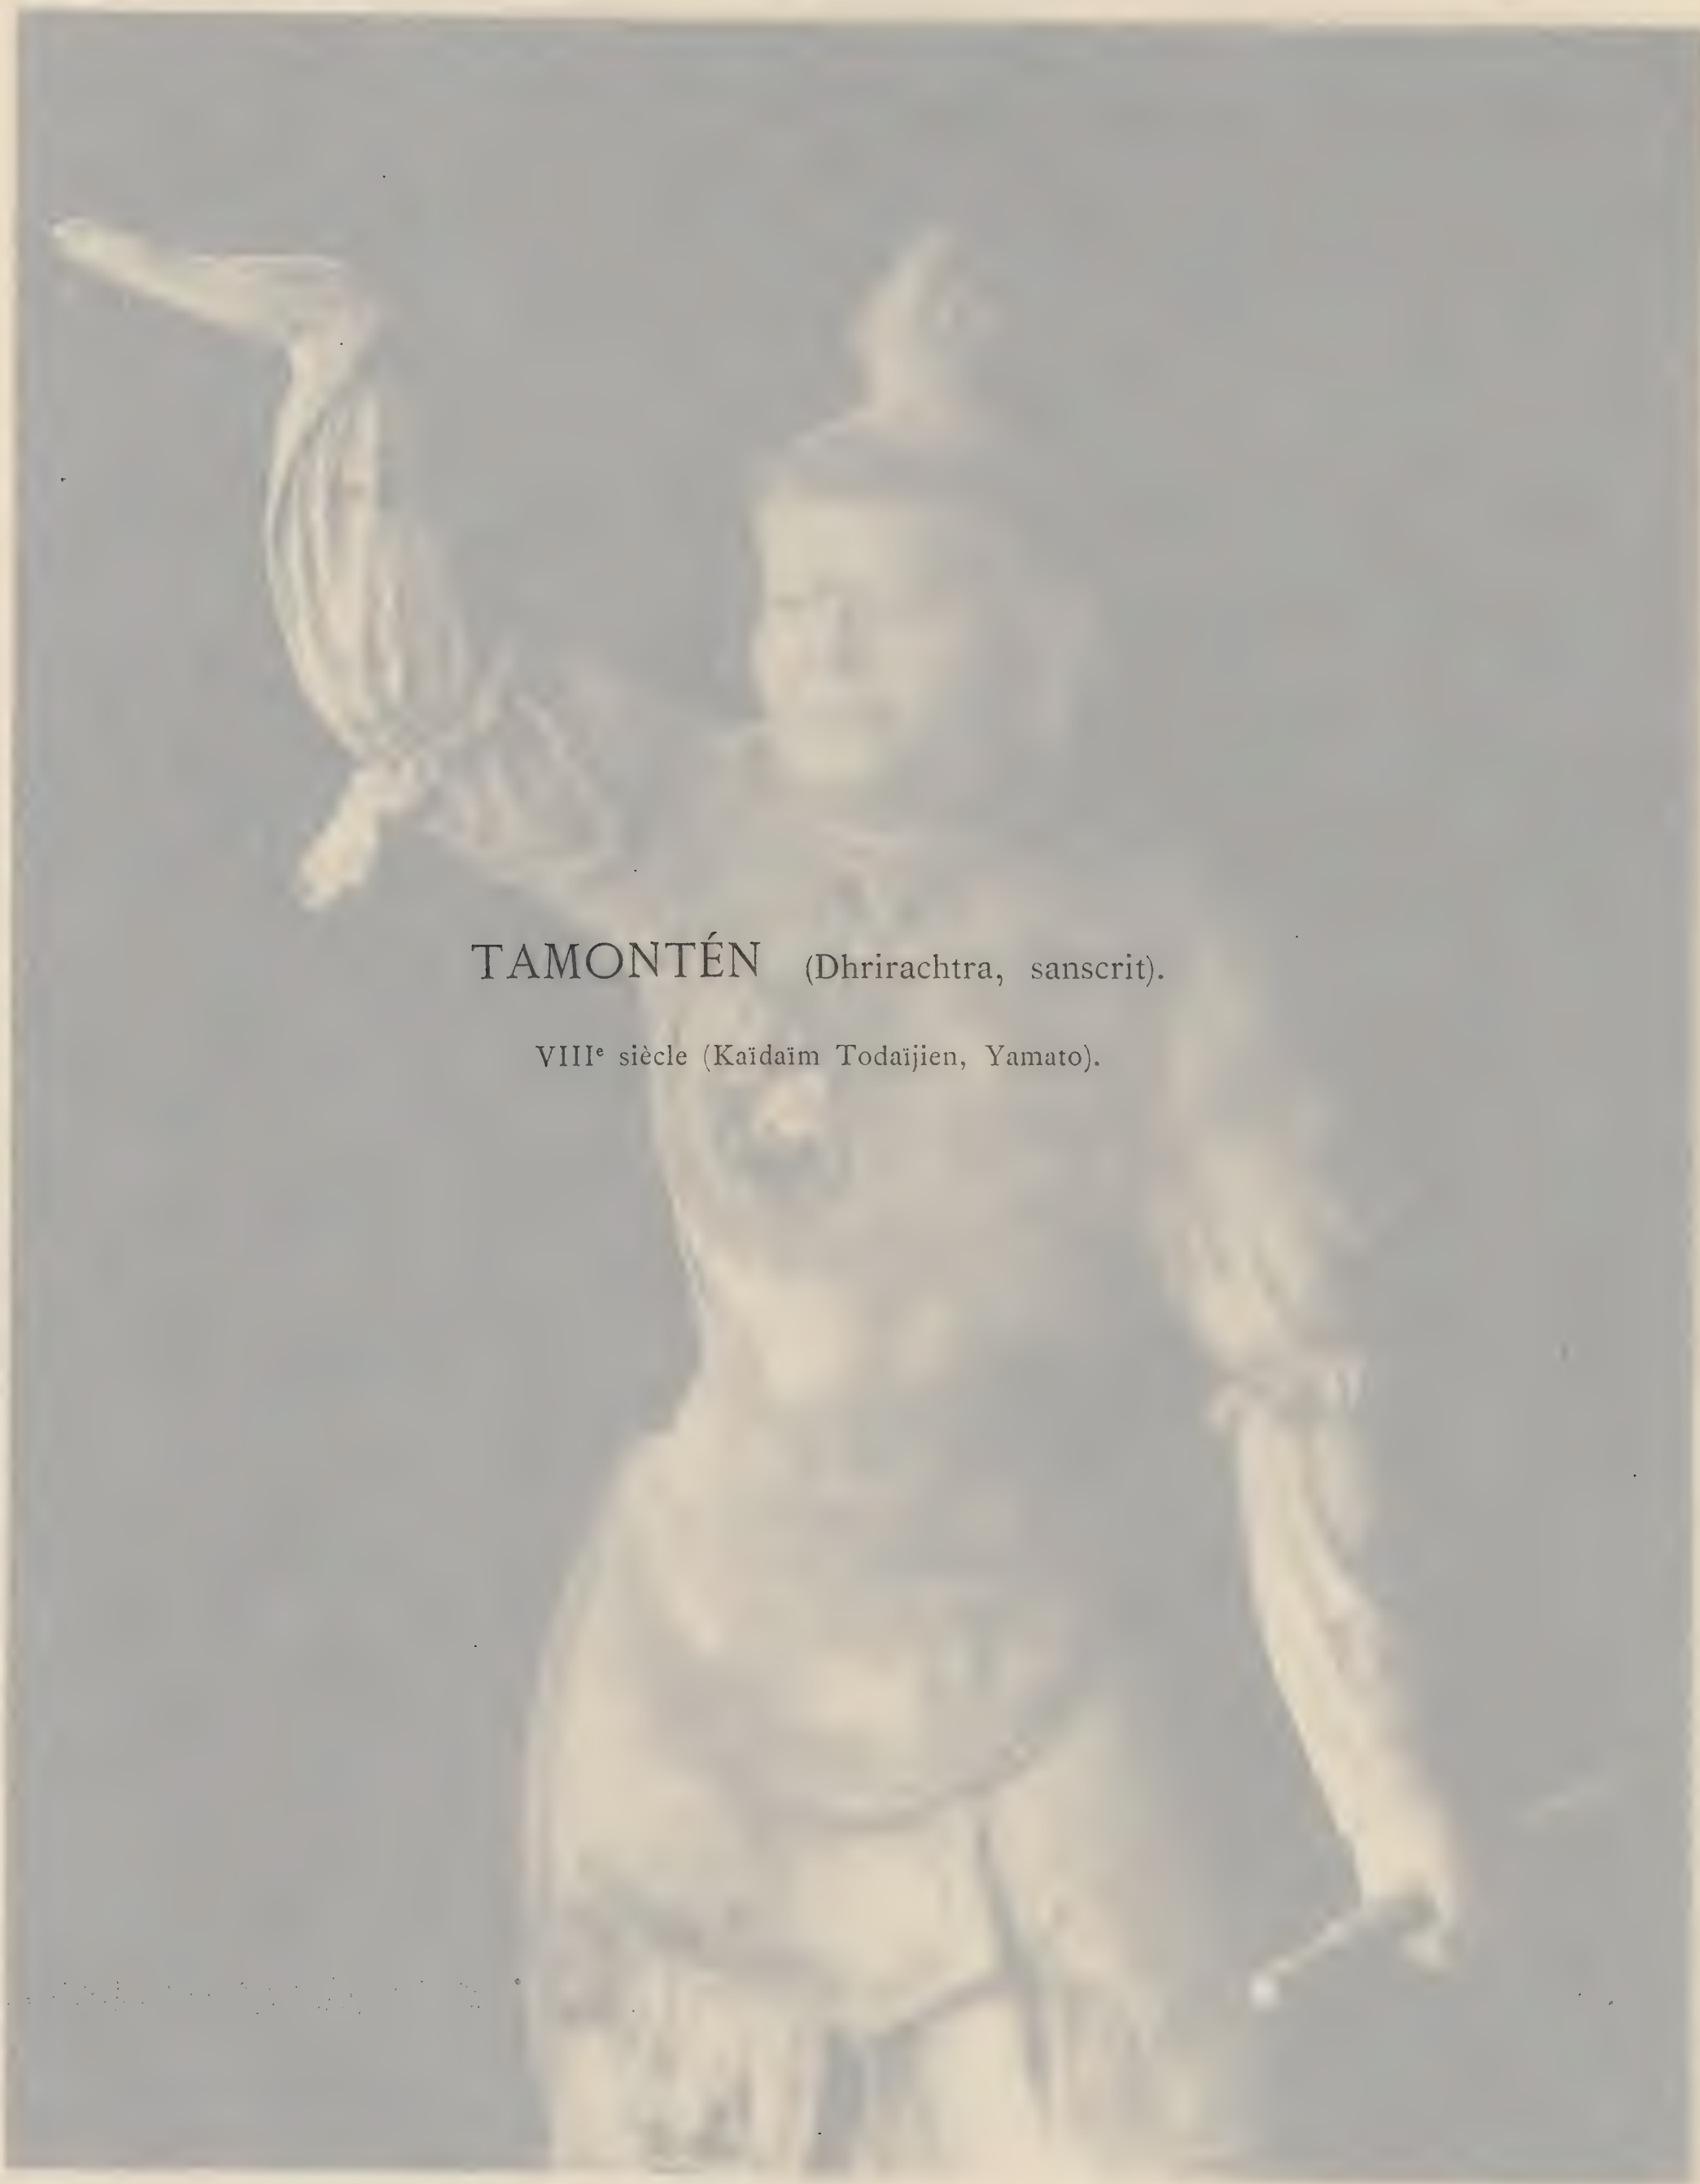 TAMONTÉN (Dhrirachtra, sanscrit).
VIIIᵉ siècle (Kaïdaïm Todaïjien, Yamato).